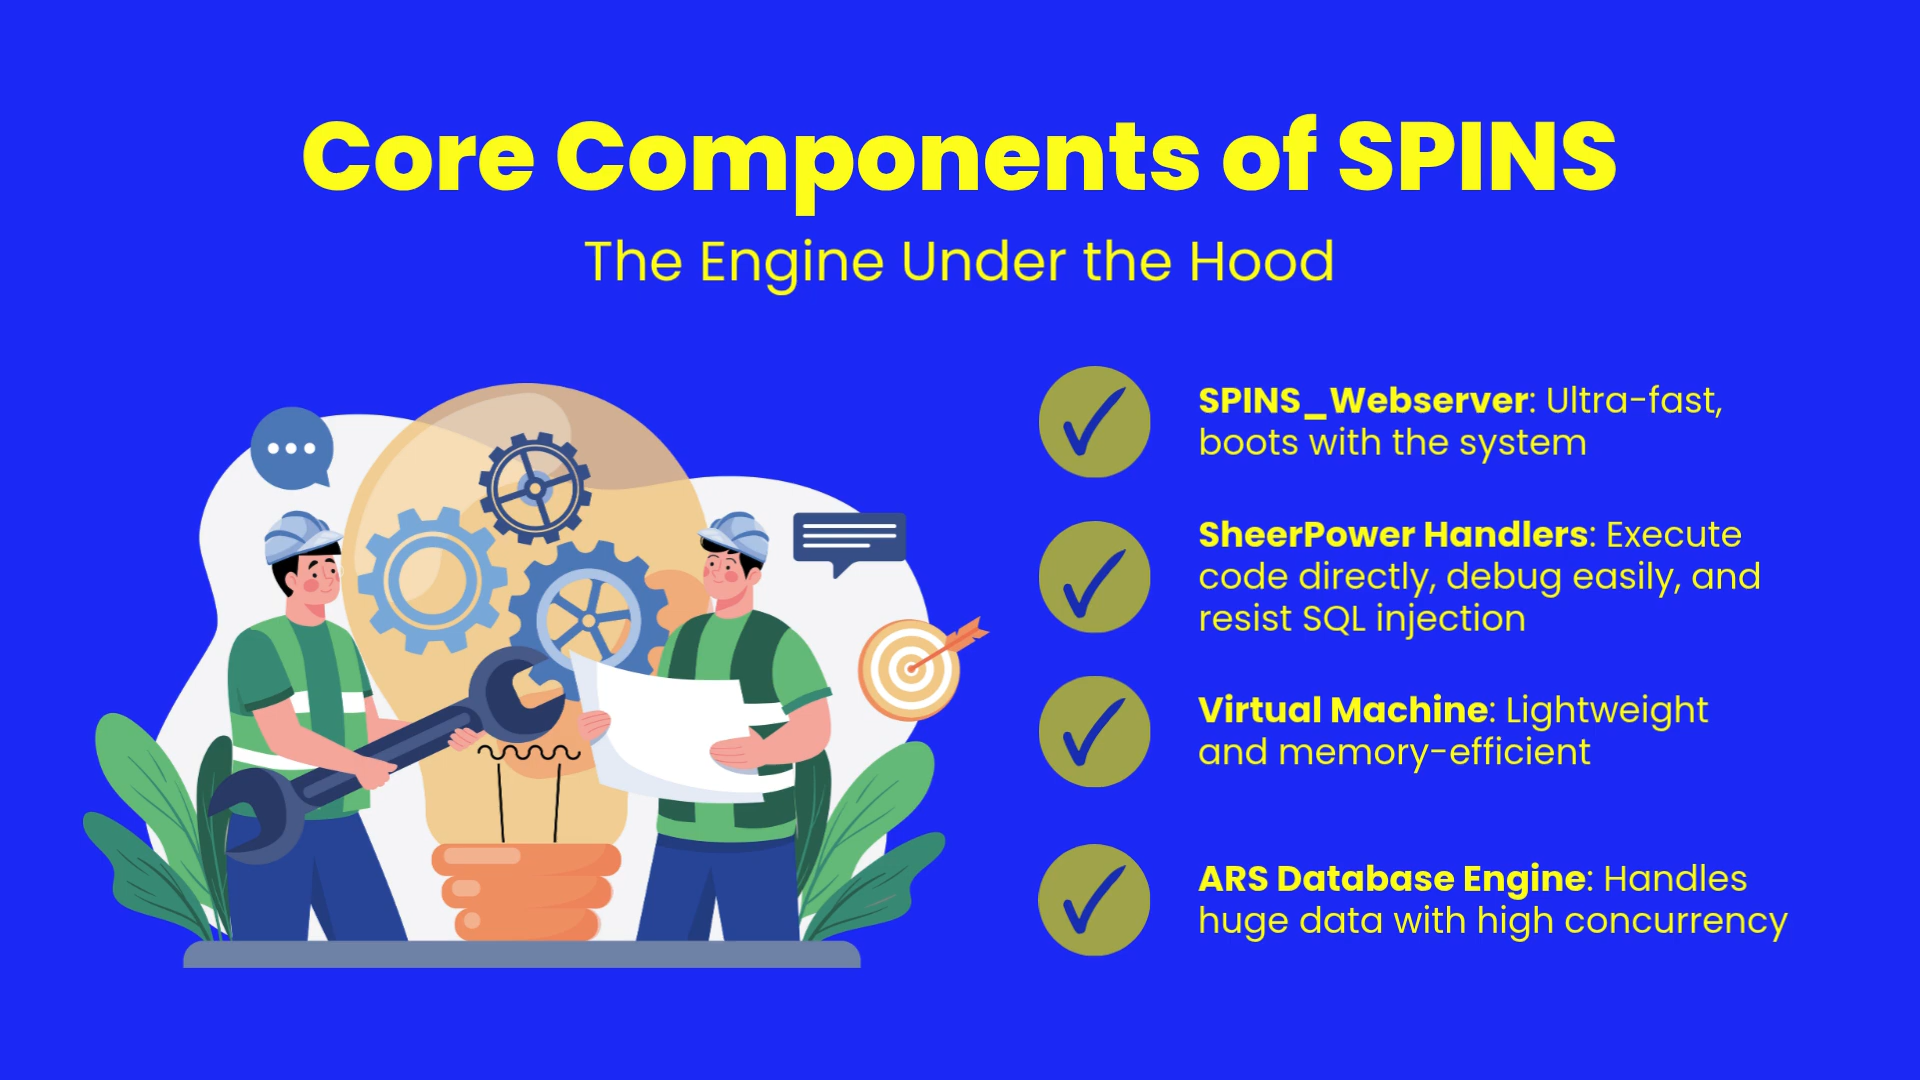 Core Components of SPINS
The Engine Under the Hood
SPINS_Webserver: Ultra-fast,
boots with the system
SheerPower Handlers: Execute
code directly, debug easily, and
resist SQL injection
Virtual Machine: Lightweight
and memory-efficient
ARS Database Engine: Handles
huge data with high concurrency